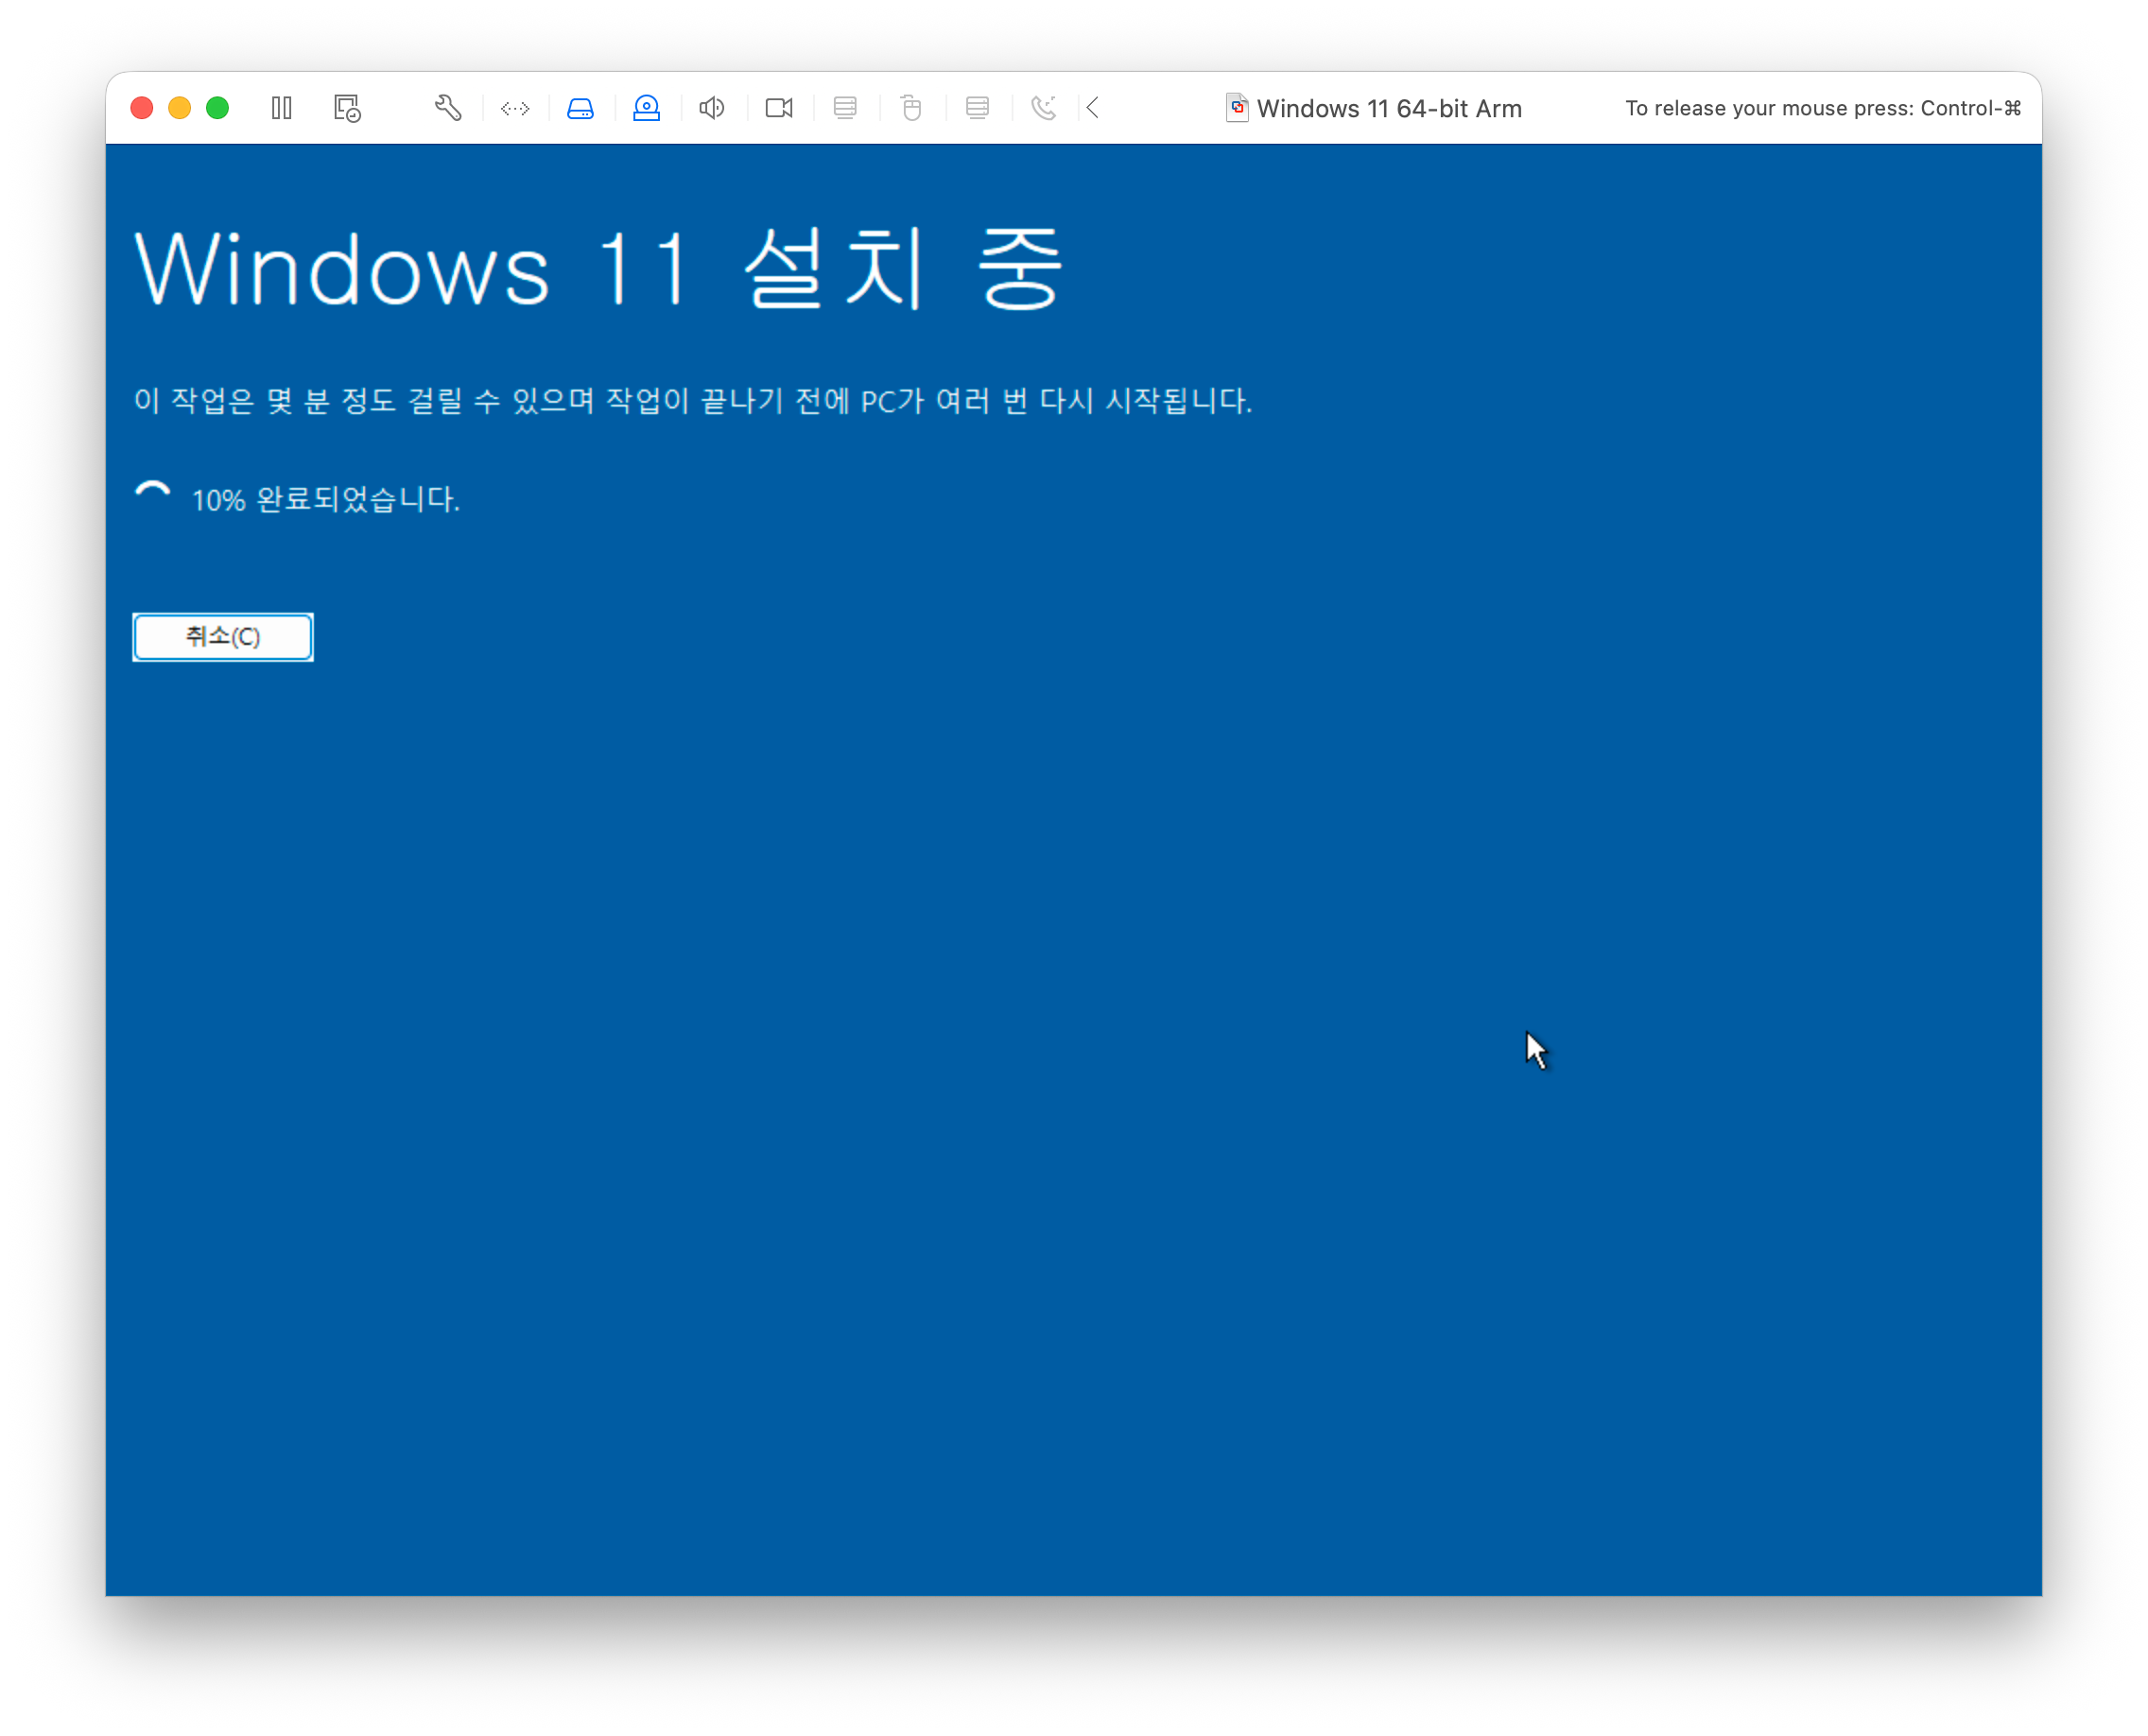 Windows 11 64-bit Arm
To release your mouse press: Control-⌘
Windows 11 설치 중
이 작업은 몇 분 정도 걸릴 수 있으며 작업이 끝나기 전에 PC가 여러 번 다시 시작됩니다.
10% 완료되었습니다.
취소(C)